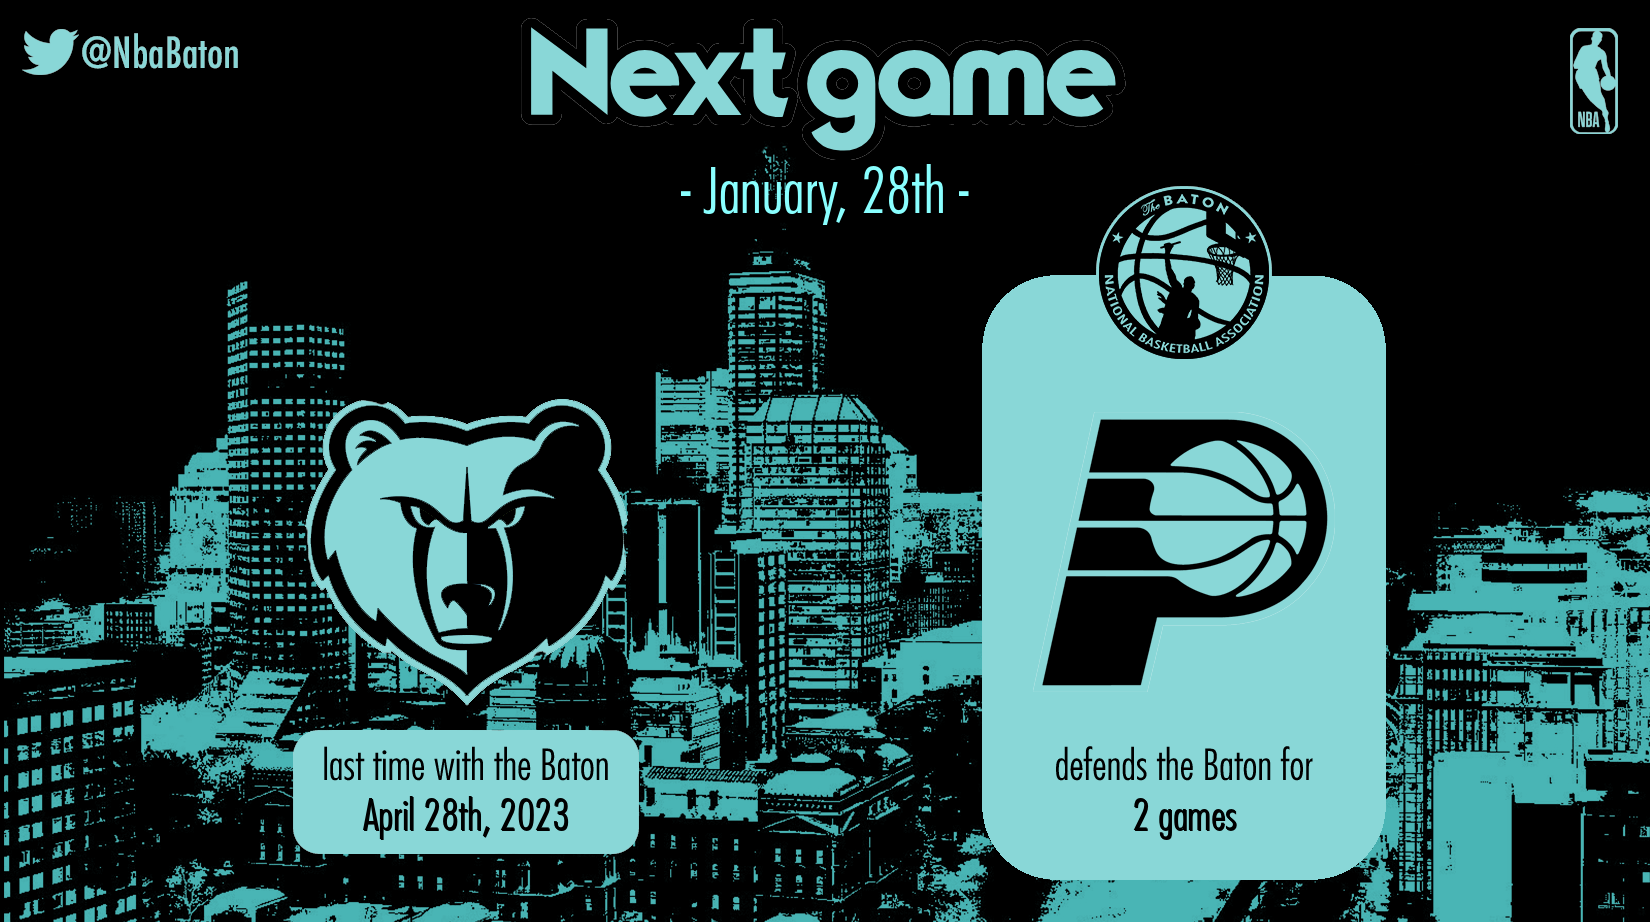 @NbaBaton
Next game
NBA
- January, 28th -
The BATON
NATIONAL BASKETBALL ASSOCIATION
last time with the Baton
April 28th, 2023
defends the Baton for
2 games